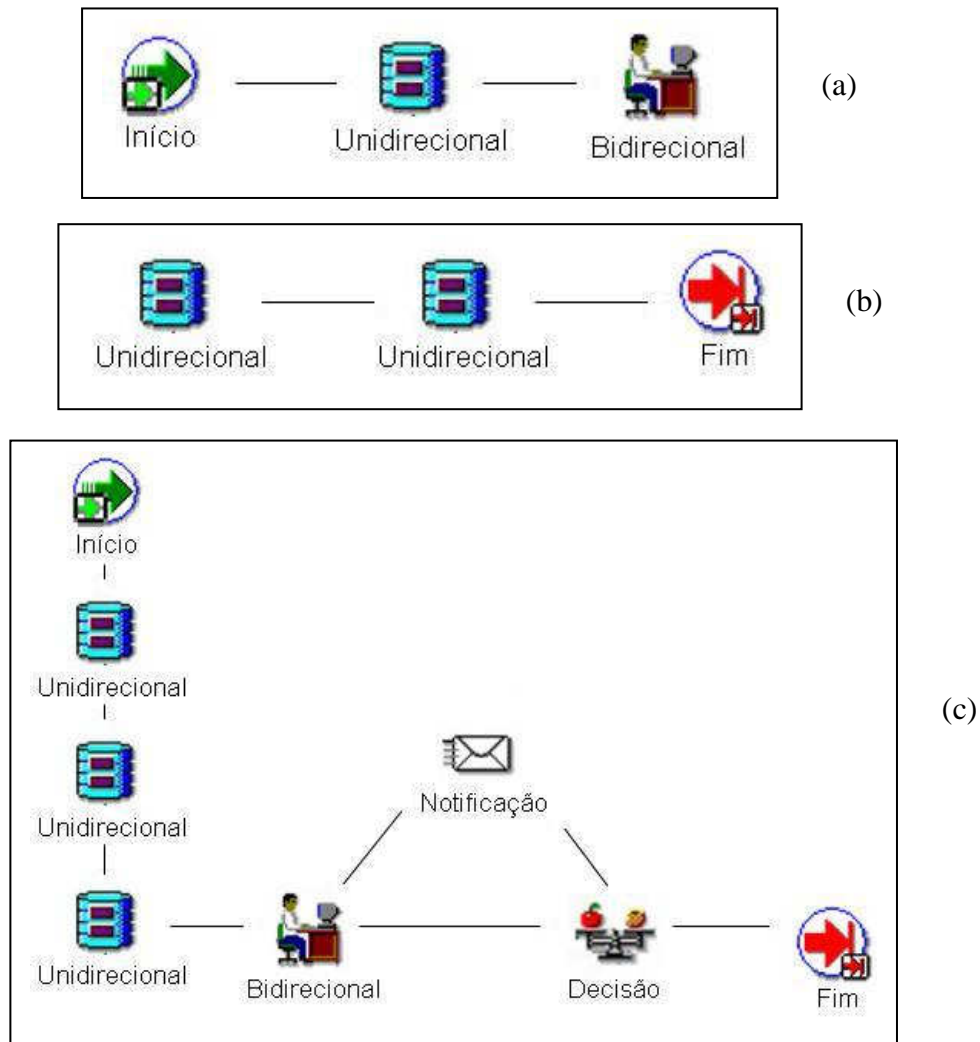 (a)
Início
Unidirecional
Bidirecional
(b)
Unidirecional
Unidirecional
Fim
(c)
Início
Unidirecional
Unidirecional
Notificação
Unidirecional
Bidirecional
Decisão
Fim